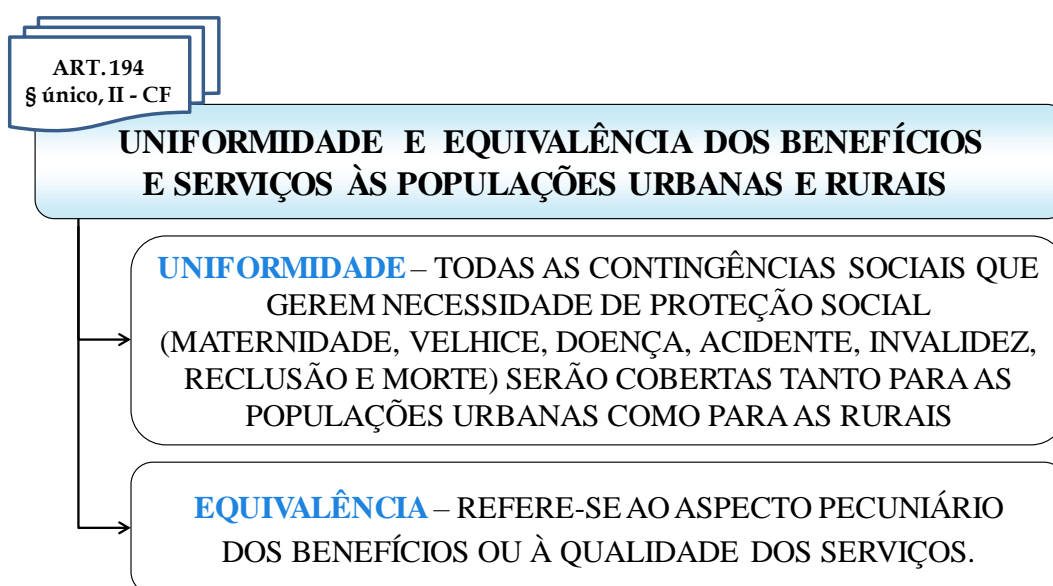 ART. 194
§ único, II - CF
UNIFORMIDADE E EQUIVALÊNCIA DOS BENEFÍCIOS
E SERVIÇOS ÀS POPULAÇÕES URBANAS E RURAIS
UNIFORMIDADE – TODAS AS CONTINGÊNCIAS SOCIAIS QUE
GEREM NECESSIDADE DE PROTEÇÃO SOCIAL
(MATERNIDADE, VELHICE, DOENÇA, ACIDENTE, INVALIDEZ,
RECLUSÃO E MORTE) SERÃO COBERTAS TANTO PARA AS
POPULAÇÕES URBANAS COMO PARA AS RURAIS
EQUIVALÊNCIA – REFERE-SE AO ASPECTO PECUNIÁRIO
DOS BENEFÍCIOS OU À QUALIDADE DOS SERVIÇOS.